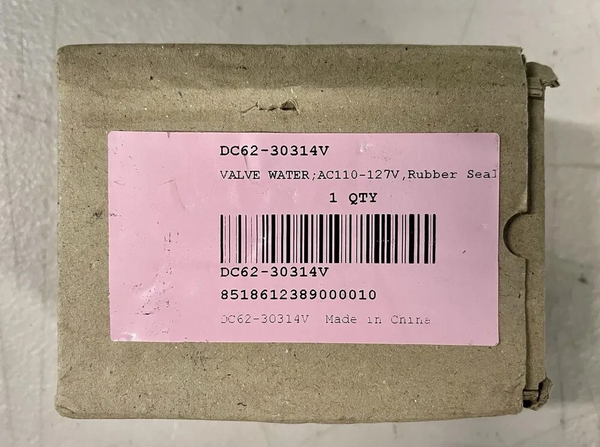 DC62-30314V
VALVE WATER;AC110-127V,Rubber Seal
1 QTY
DC62-30314V
8518612389000010
DC62-30314V Made in China